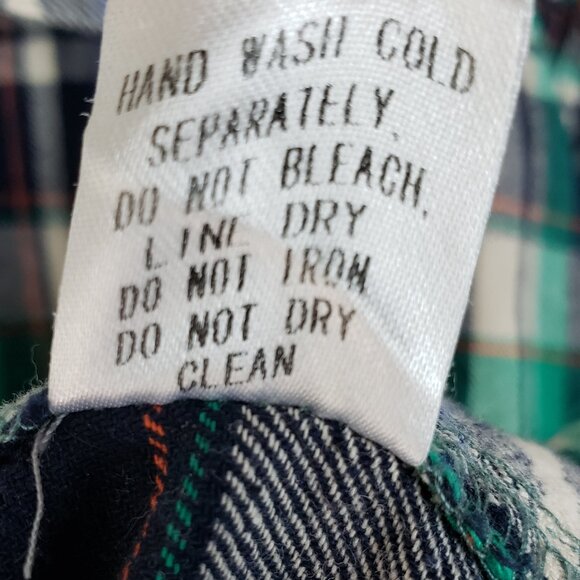 HAND WASH COLD
SEPARATELY.
DO NOT BLEACH.
LINE DRY
DO NOT IRON
DO NOT DRY
CLEAN